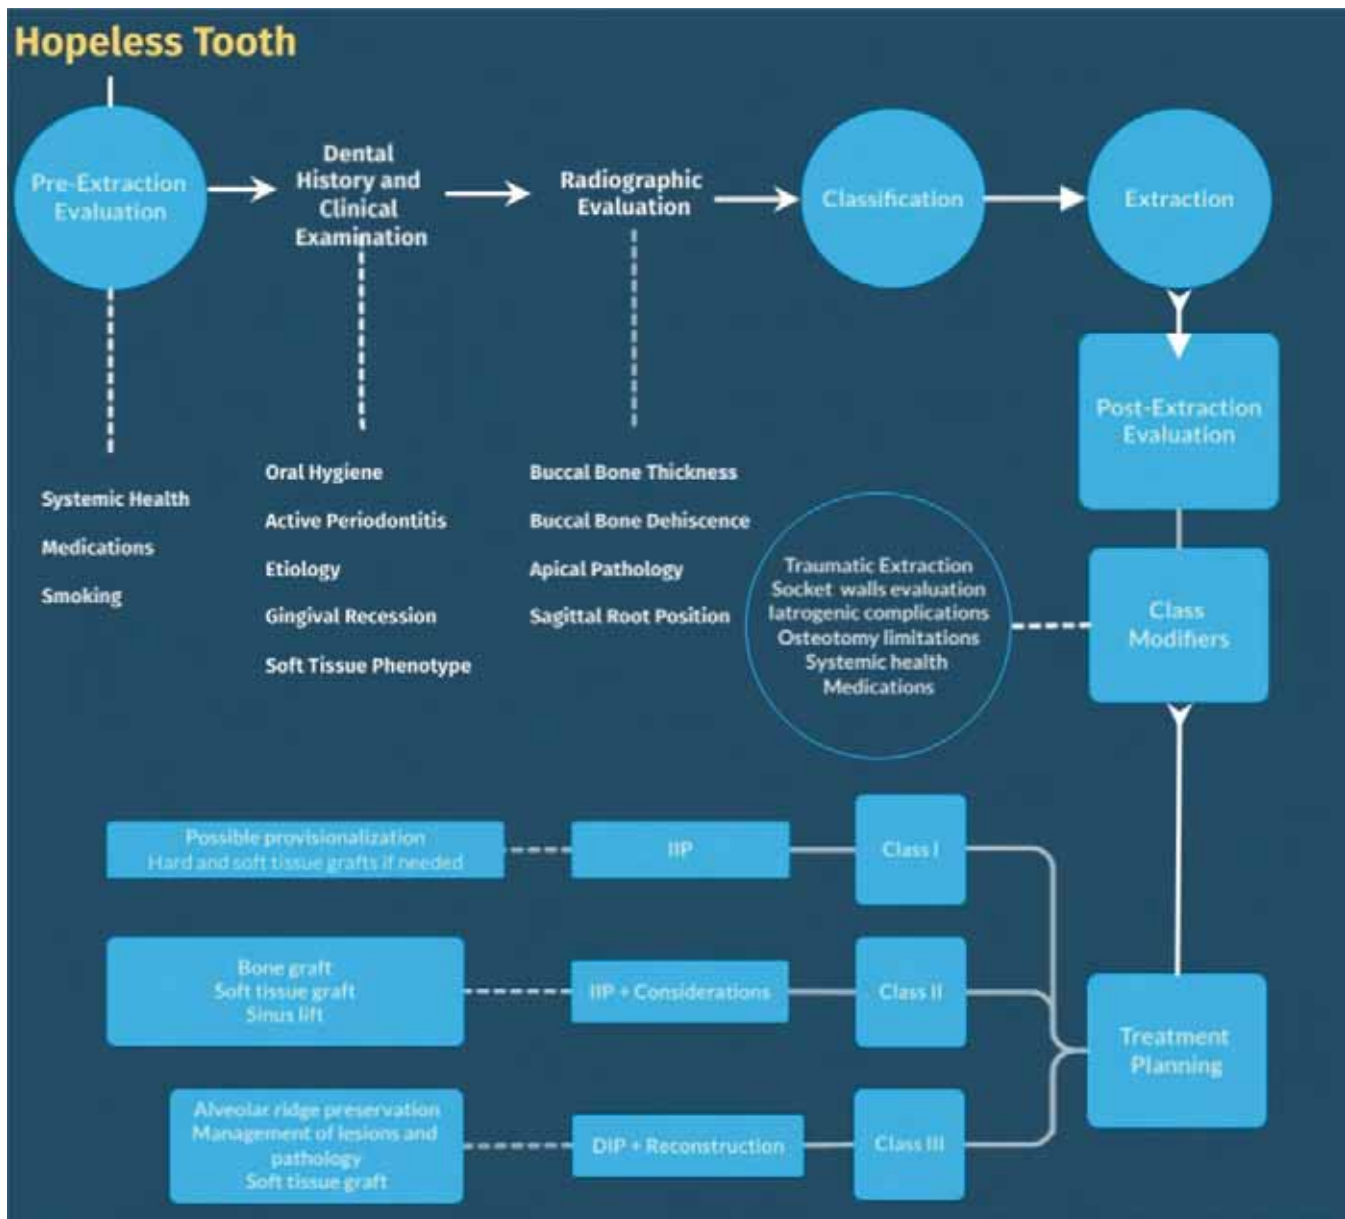 Hopeless Tooth
Pre-Extraction
Evaluation
Dental
History and
Clinical
Examination
Radiographic
Evaluation
Classification
Extraction
Systemic Health
Medications
Smoking
Oral Hygiene
Active Periodontitis
Etiology
Gingival Recession
Soft Tissue Phenotype
Buccal Bone Thickness
Buccal Bone Dehiscence
Apical Pathology
Sagittal Root Position
Post-Extraction
Evaluation
Traumatic Extraction
Socket walls evaluation
Iatrogenic complications
Osteotomy limitations
Systemic health
Medications
Class
Modifiers
Possible provisionalization
Hard and soft tissue grafts if needed
IIP
Class I
Bone graft
Soft tissue graft
Sinus lift
IIP + Considerations
Class II
Treatment
Planning
Alveolar ridge preservation
Management of lesions and
pathology
Soft tissue graft
DIP + Reconstruction
Class III